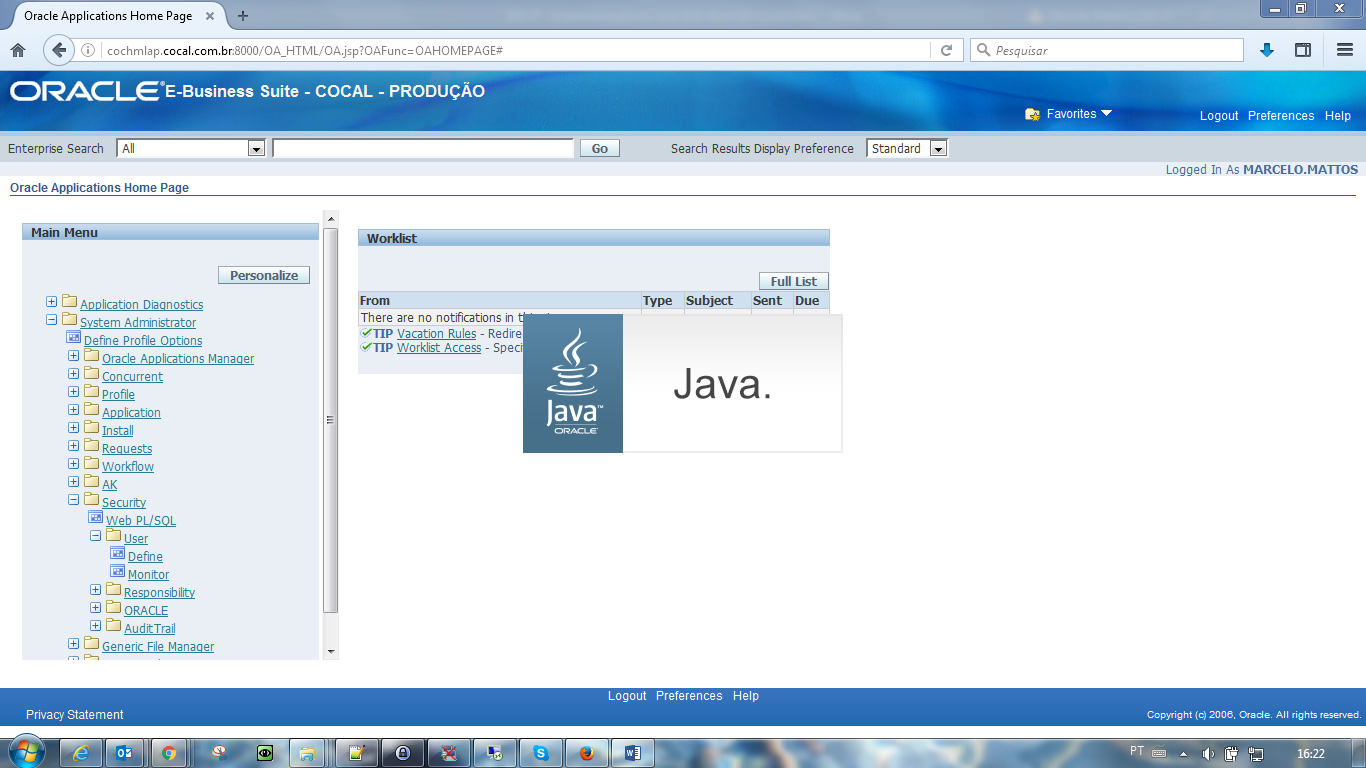 Oracle Applications Home Page
cochmlap.cocal.com.br:8000/OA_HTML/OA.jsp?OAFunc=OAHOMEPAGE#
Pesquisar
ORACLE® E-Business Suite - COCAL - PRODUÇÃO
Favorites
Logout Preferences Help
Enterprise Search All Go Search Results Display Preference Standard
Logged In As MARCELO.MATTOS
Oracle Applications Home Page
Main Menu
Personalize
Application Diagnostics
System Administrator
Define Profile Options
Oracle Applications Manager
Concurrent
Profile
Application
Install
Requests
Workflow
AK
Security
Web PL/SQL
User
Define
Monitor
Responsibility
ORACLE
AuditTrail
Generic File Manager
Worklist
Full List
From Type Subject Sent Due
There are no notifications in
TIP Vacation Rules - Redire
TIP Worklist Access - Speci
Java™
ORACLE
Java.
Logout Preferences Help
Privacy Statement
Copyright (c) 2006, Oracle. All rights reserved.
PT
16:22